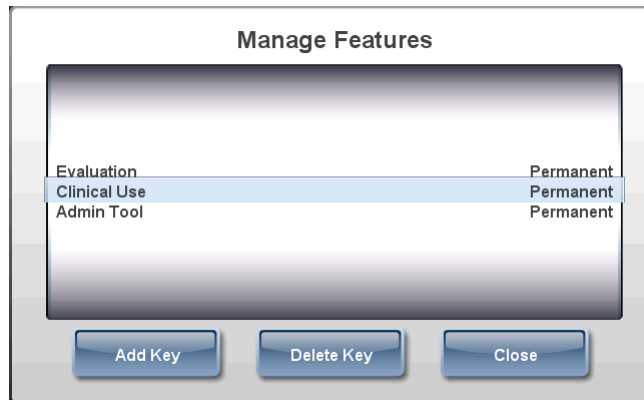 Manage Features
Evaluation Permanent
Clinical Use Permanent
Admin Tool Permanent
Add Key Delete Key Close